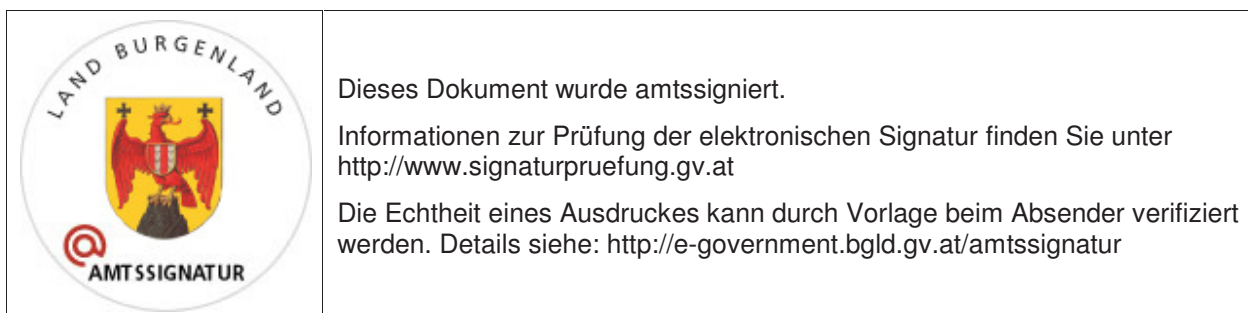 LAND BURGENLAND
AMTSSIGNATUR
Dieses Dokument wurde amtssigniert.
Informationen zur Prüfung der elektronischen Signatur finden Sie unter
http://www.signaturpruefung.gv.at
Die Echtheit eines Ausdruckes kann durch Vorlage beim Absender verifiziert
werden. Details siehe: http://e-government.bgld.gv.at/amtssignatur